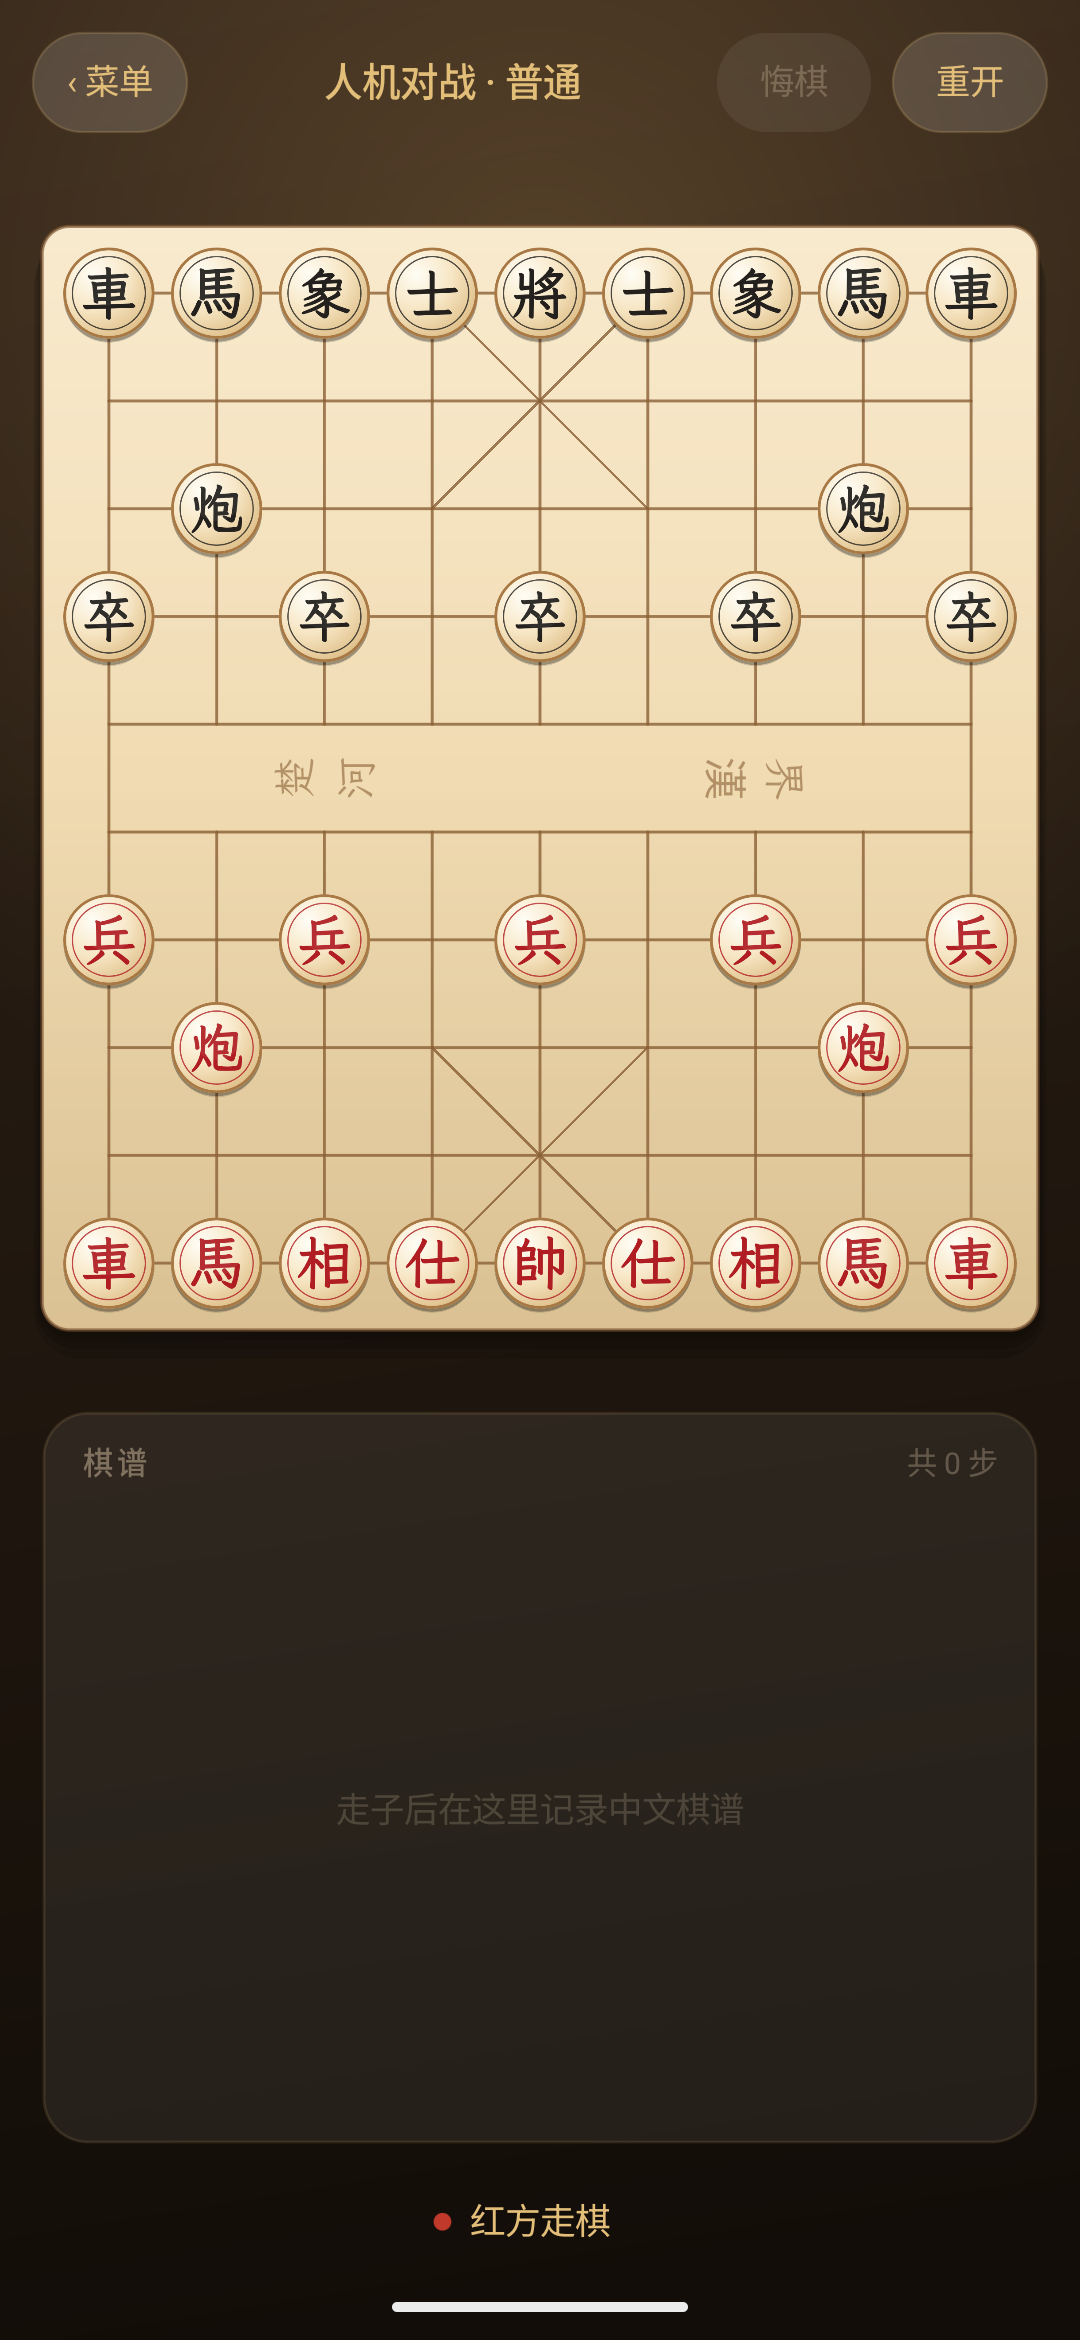 ‹ 菜单
人机对战 · 普通
悔棋
重开
車 馬 象 士 將 士 象 馬 車
炮 炮
卒 卒 卒 卒 卒
楚 河 漢 界
兵 兵 兵 兵 兵
炮 炮
車 馬 相 仕 帥 仕 相 馬 車
棋谱
共 0 步
走子后在这里记录中文棋谱
红方走棋